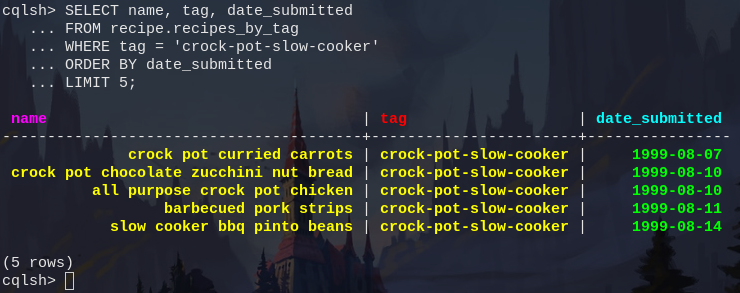 cqlsh> SELECT name, tag, date_submitted
   ... FROM recipe.recipes_by_tag
   ... WHERE tag = 'crock-pot-slow-cooker'
   ... ORDER BY date_submitted
   ... LIMIT 5;
 name                                   | tag                   | date_submitted
----------------------------------------+-----------------------+----------------
              crock pot curried carrots | crock-pot-slow-cooker |     1999-08-07
 crock pot chocolate zucchini nut bread | crock-pot-slow-cooker |     1999-08-10
          all purpose crock pot chicken | crock-pot-slow-cooker |     1999-08-10
                  barbecued pork strips | crock-pot-slow-cooker |     1999-08-11
            slow cooker bbq pinto beans | crock-pot-slow-cooker |     1999-08-14
(5 rows)
cqlsh>